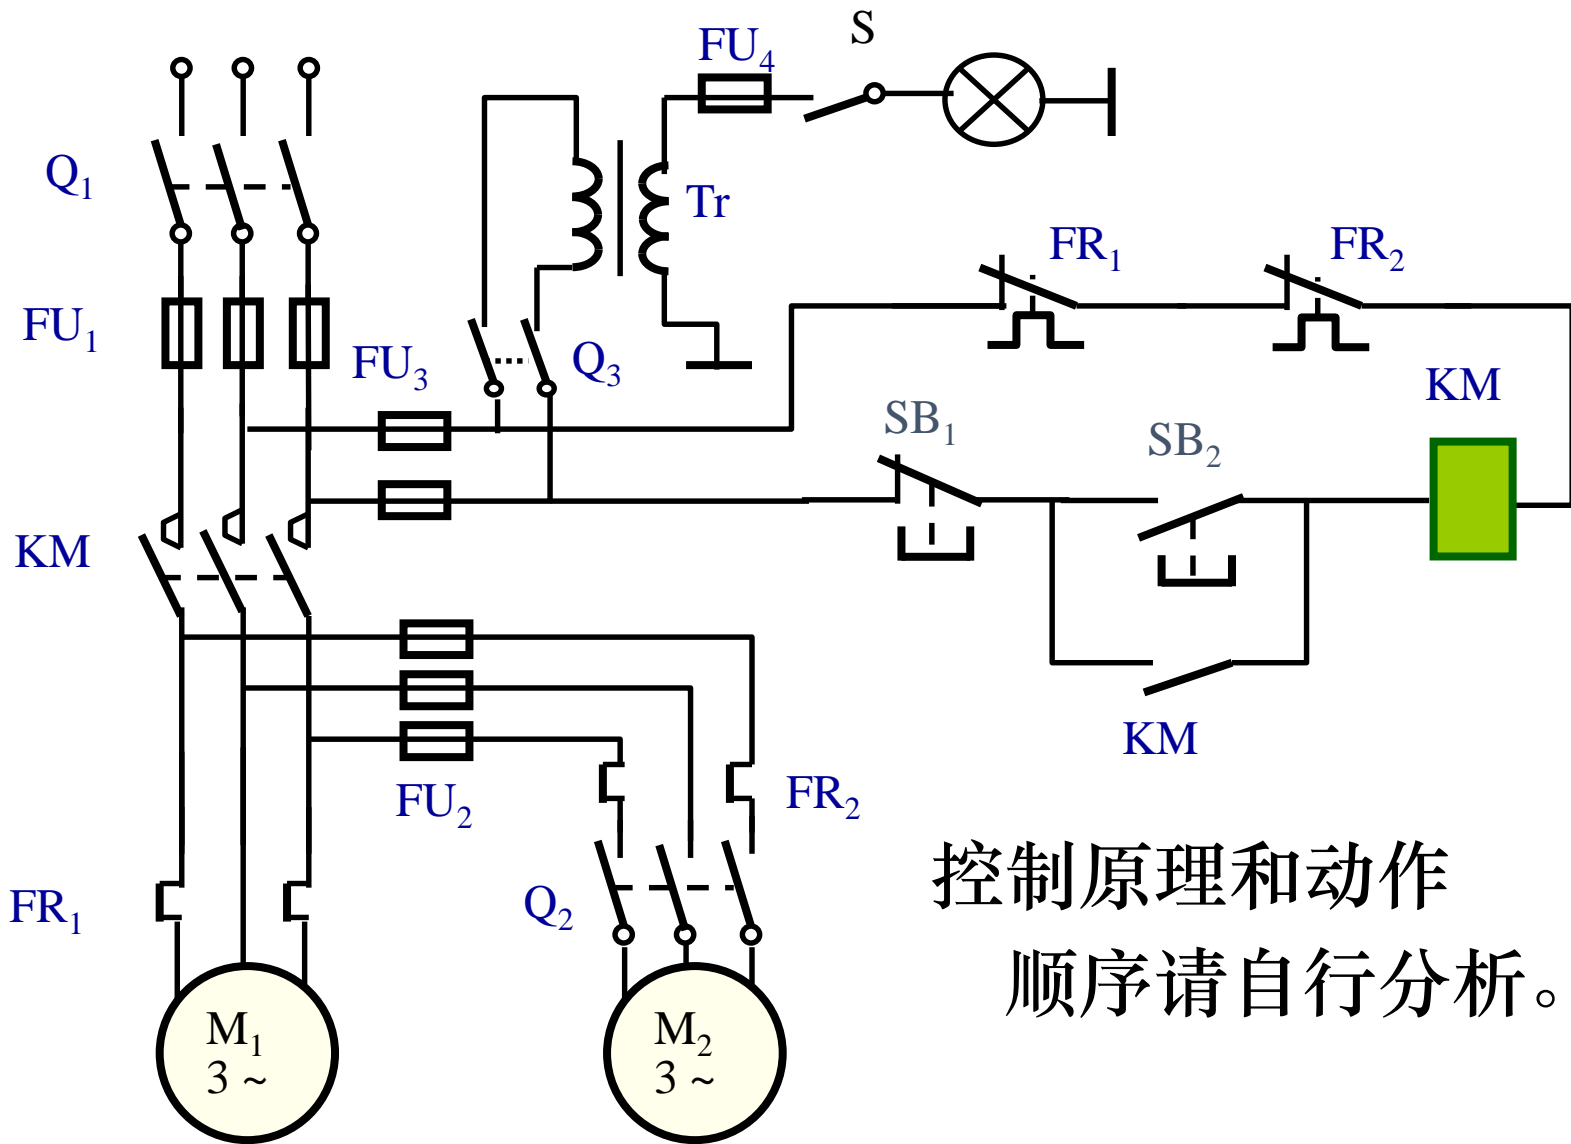 S
FU₄
Q₁
Tr
FR₁
FR₂
FU₁
FU₃
Q₃
KM
SB₁
SB₂
KM
KM
FU₂
FR₂
FR₁
Q₂
控制原理和动作
顺序请自行分析。
M₁
3 ~
M₂
3 ~